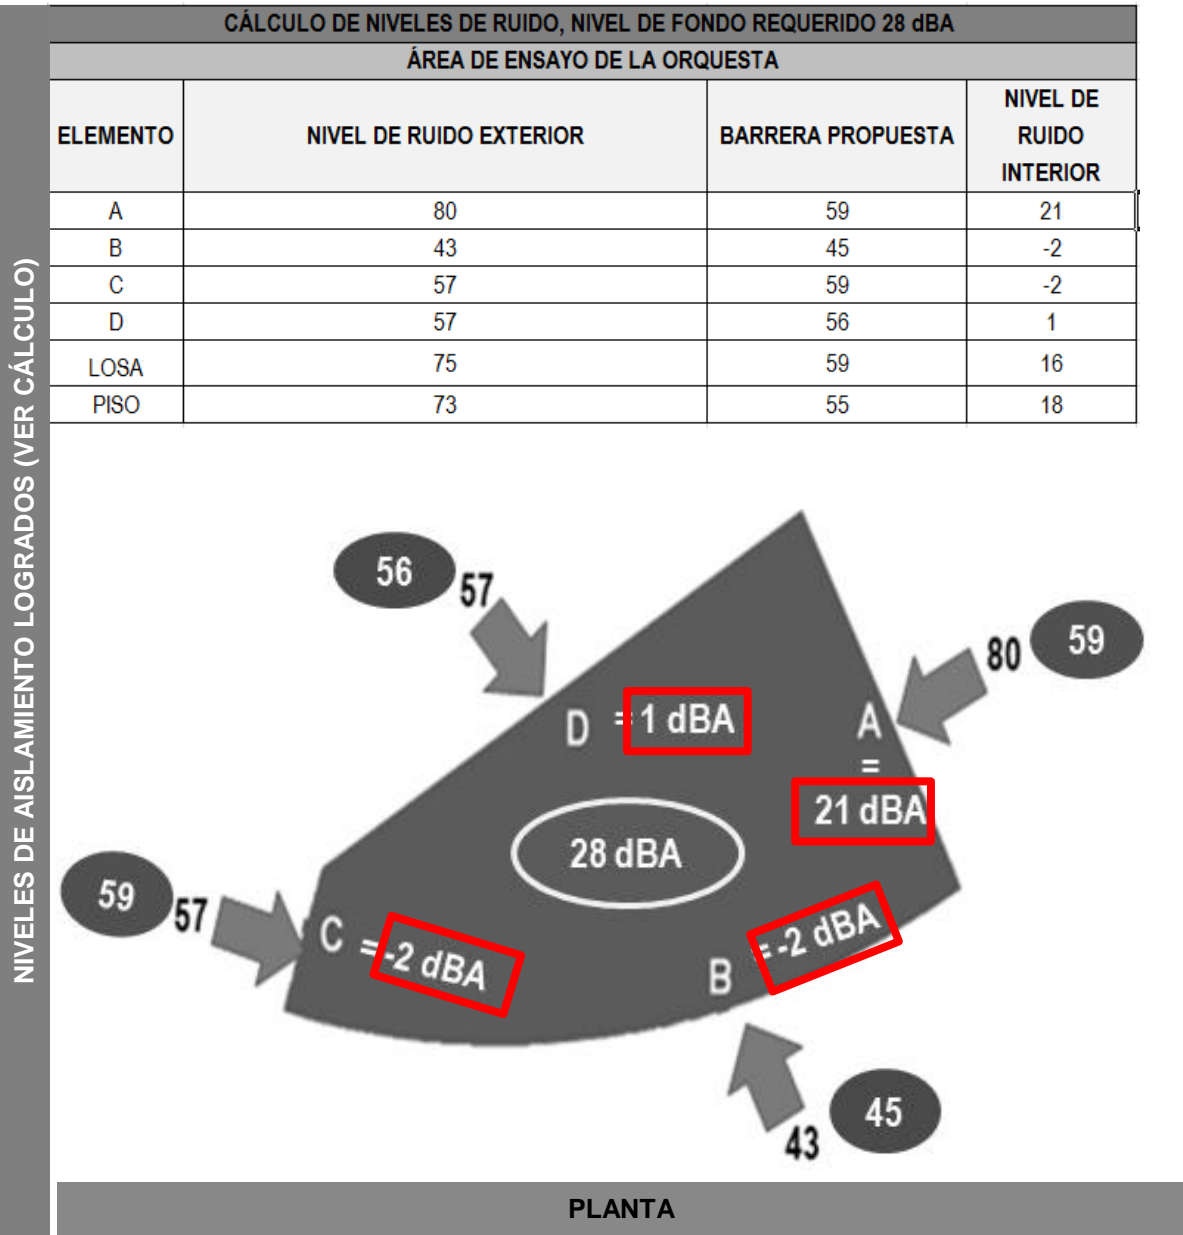 CÁLCULO DE NIVELES DE RUIDO, NIVEL DE FONDO REQUERIDO 28 dBA
ÁREA DE ENSAYO DE LA ORQUESTA
ELEMENTO NIVEL DE RUIDO EXTERIOR BARRERA PROPUESTA NIVEL DE RUIDO INTERIOR
A 80 59 21
B 43 45 -2
C 57 59 -2
D 57 56 1
LOSA 75 59 16
PISO 73 55 18
NIVELES DE AISLAMIENTO LOGRADOS (VER CÁLCULO)
56
57
59
80
D = 1 dBA
A
=
21 dBA
28 dBA
59
57
C = -2 dBA
B = -2 dBA
45
43
PLANTA